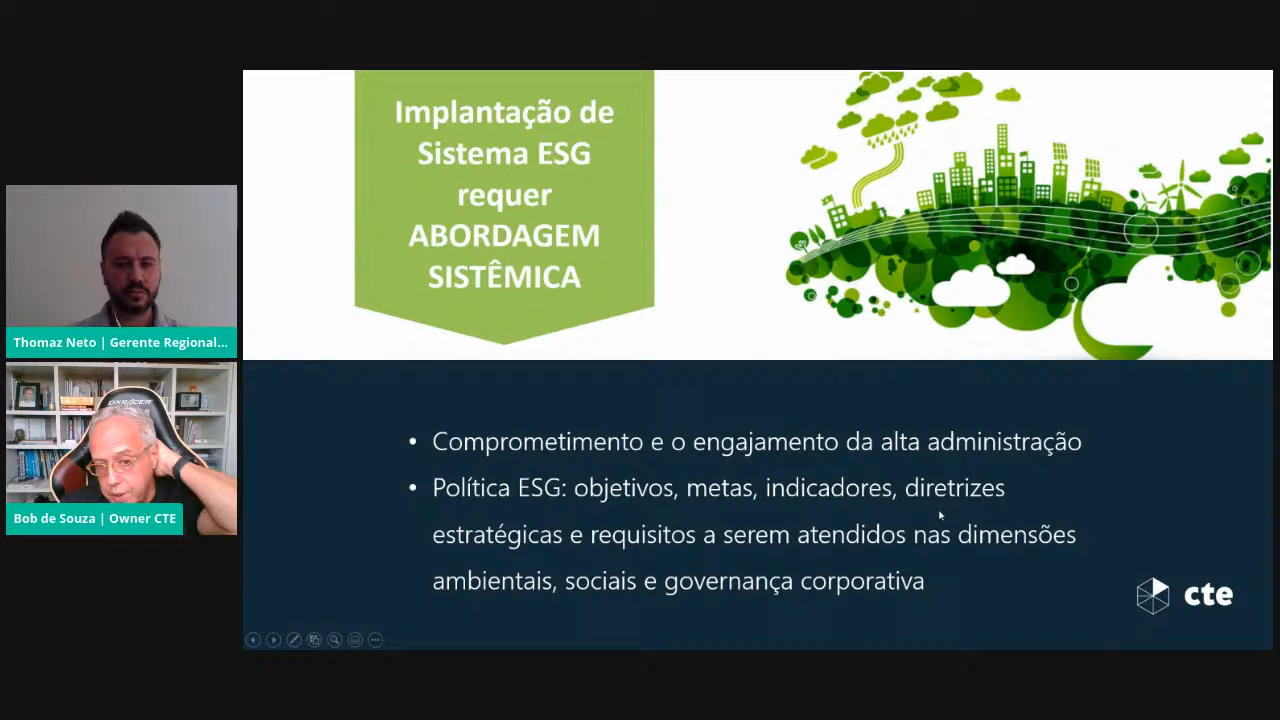 Implantação de
Sistema ESG
requer
ABORDAGEM
SISTÊMICA
Thomaz Neto | Gerente Regional...
DXRACER
Bob de Souza | Owner CTE
• Comprometimento e o engajamento da alta administração
• Política ESG: objetivos, metas, indicadores, diretrizes
estratégicas e requisitos a serem atendidos nas dimensões
ambientais, sociais e governança corporativa
cte